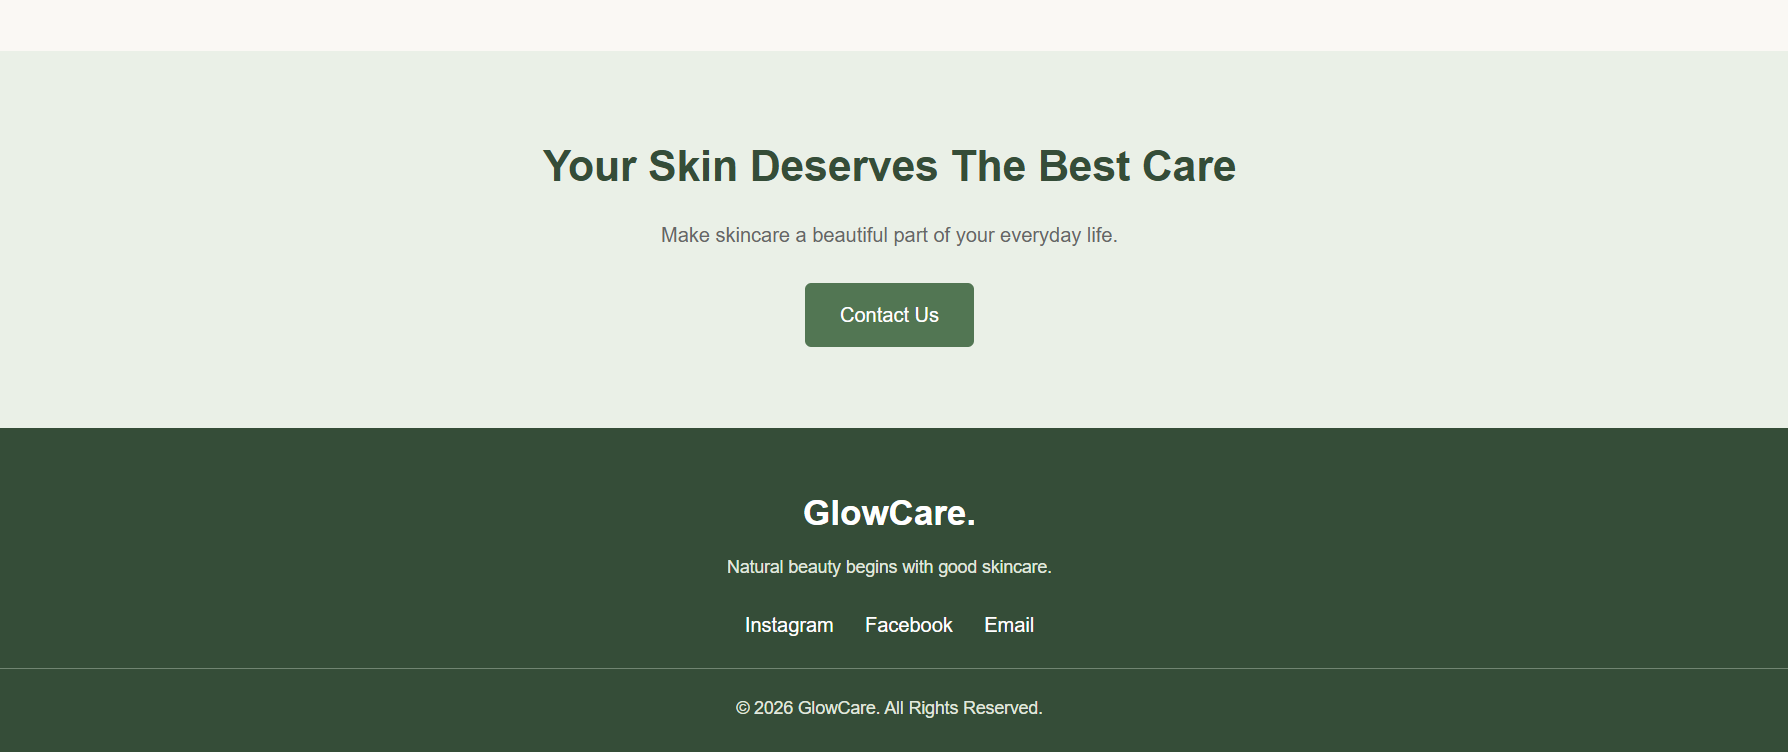 Your Skin Deserves The Best Care
Make skincare a beautiful part of your everyday life.
Contact Us
GlowCare.
Natural beauty begins with good skincare.
Instagram Facebook Email
© 2026 GlowCare. All Rights Reserved.